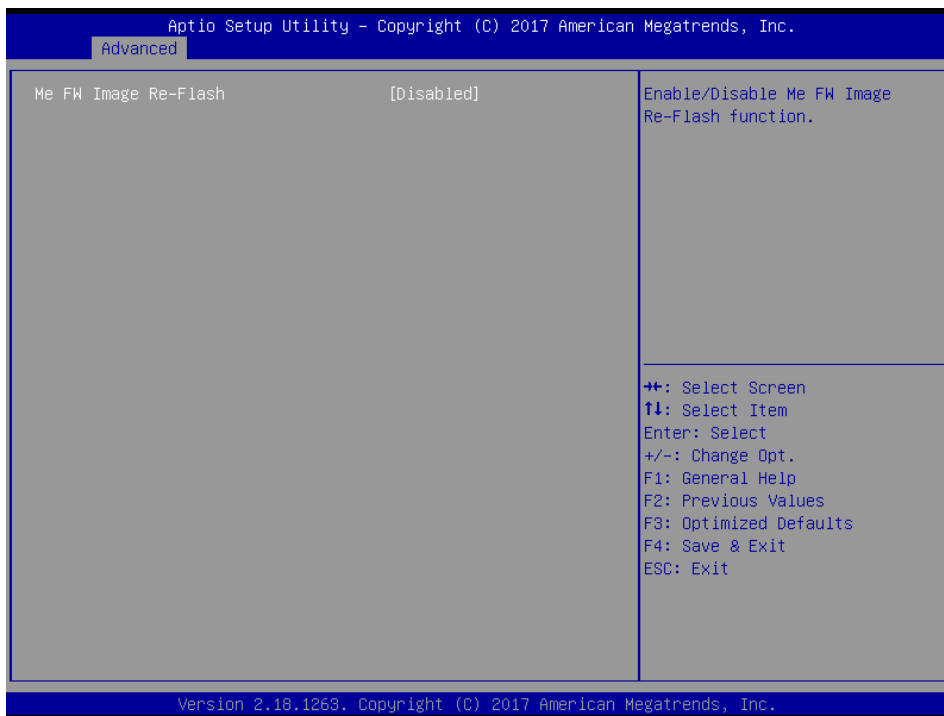 Aptio Setup Utility – Copyright (C) 2017 American Megatrends, Inc.
Advanced
Me FW Image Re-Flash [Disabled]
Enable/Disable Me FW Image
Re-Flash function.
→←: Select Screen
↑↓: Select Item
Enter: Select
+/-: Change Opt.
F1: General Help
F2: Previous Values
F3: Optimized Defaults
F4: Save & Exit
ESC: Exit
Version 2.18.1263. Copyright (C) 2017 American Megatrends, Inc.